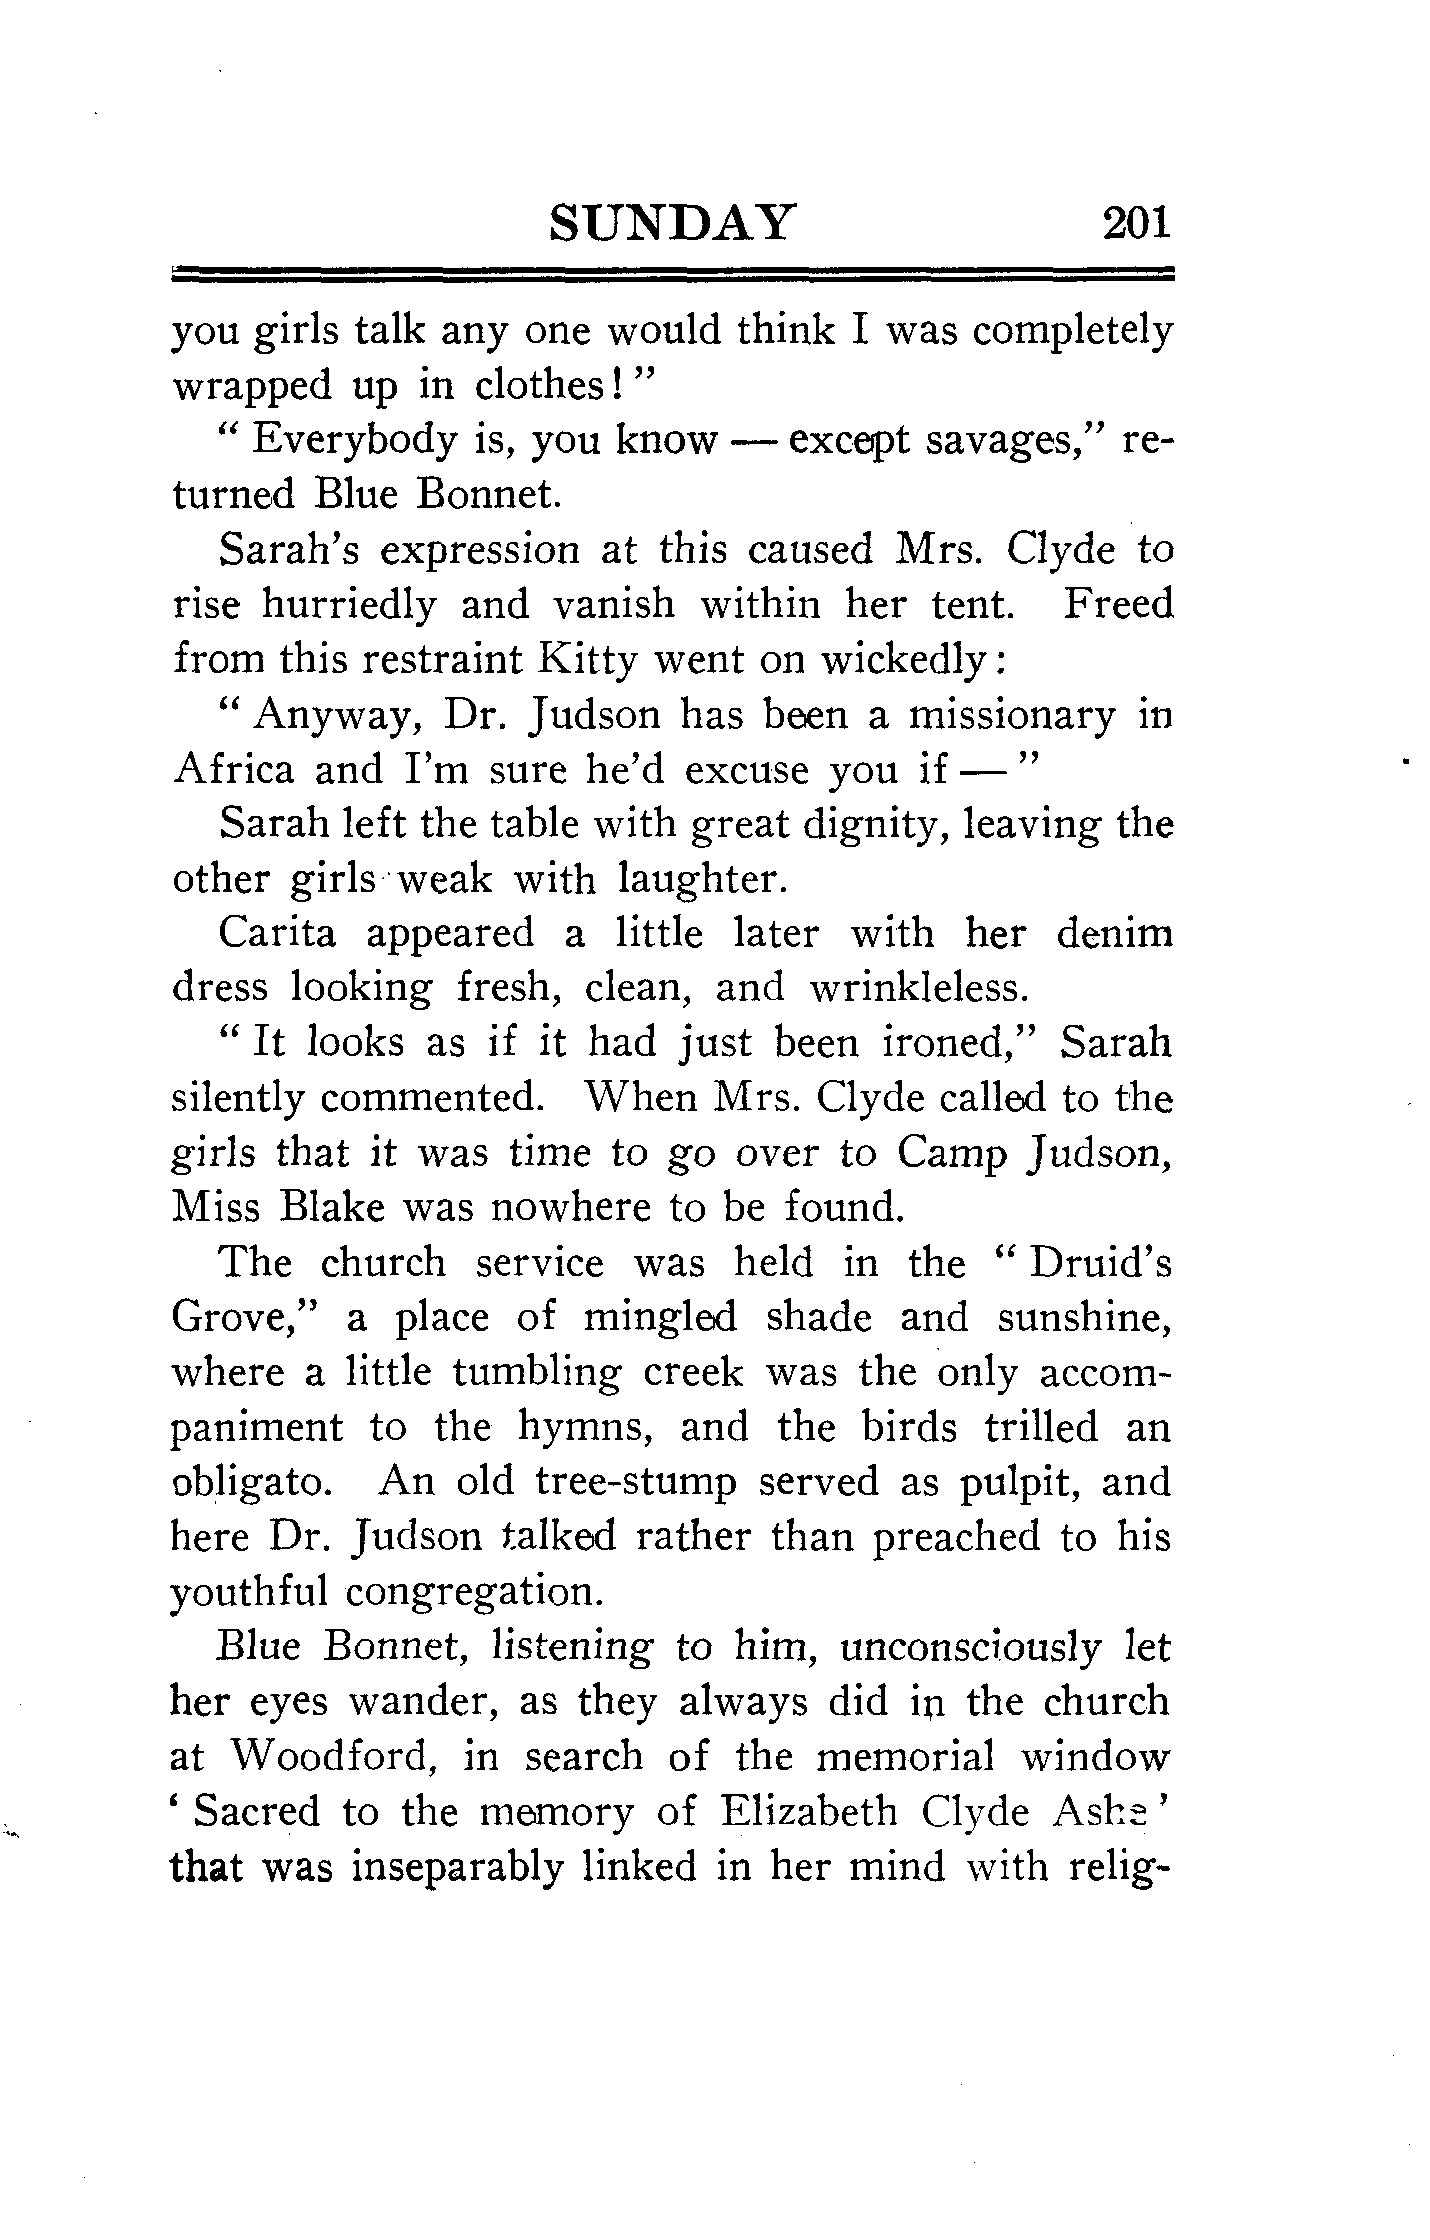 SUNDAY 201
you girls talk any one would think I was completely
wrapped up in clothes! "
" Everybody is, you know — except savages," re-
turned Blue Bonnet.
Sarah's expression at this caused Mrs. Clyde to
rise hurriedly and vanish within her tent. Freed
from this restraint Kitty went on wickedly :
" Anyway, Dr. Judson has been a missionary in
Africa and I'm sure he'd excuse you if — "
Sarah left the table with great dignity, leaving the
other girls weak with laughter.
Carita appeared a little later with her denim
dress looking fresh, clean, and wrinkleless.
" It looks as if it had just been ironed," Sarah
silently commented. When Mrs. Clyde called to the
girls that it was time to go over to Camp Judson,
Miss Blake was nowhere to be found.
The church service was held in the " Druid's
Grove," a place of mingled shade and sunshine,
where a little tumbling creek was the only accom-
paniment to the hymns, and the birds trilled an
obligato. An old tree-stump served as pulpit, and
here Dr. Judson talked rather than preached to his
youthful congregation.
Blue Bonnet, listening to him, unconsciously let
her eyes wander, as they always did in the church
at Woodford, in search of the memorial window
' Sacred to the memory of Elizabeth Clyde Ashe '
that was inseparably linked in her mind with relig-